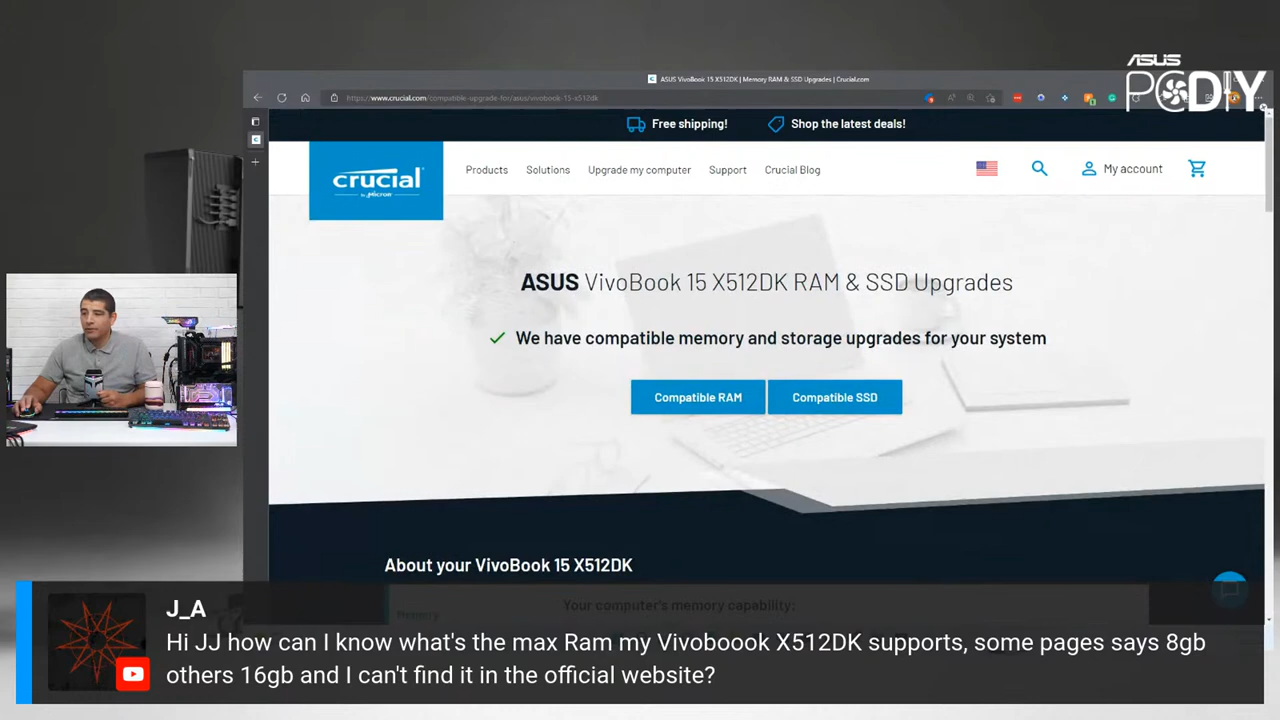 ASUS
PCDIY
ASUS VivoBook 15 X512DK | Memory RAM & SSD Upgrades | Crucial.com
https://www.crucial.com/compatible-upgrade-for/asus/vivobook-15-x512dk
Free shipping!
Shop the latest deals!
crucial
by Micron
Products
Solutions
Upgrade my computer
Support
Crucial Blog
My account
ASUS VivoBook 15 X512DK RAM & SSD Upgrades
We have compatible memory and storage upgrades for your system
Compatible RAM
Compatible SSD
About your VivoBook 15 X512DK
Memory
Your computer's memory capability:
J_A
Hi JJ how can I know what's the max Ram my Vivoboook X512DK supports, some pages says 8gb
others 16gb and I can't find it in the official website?